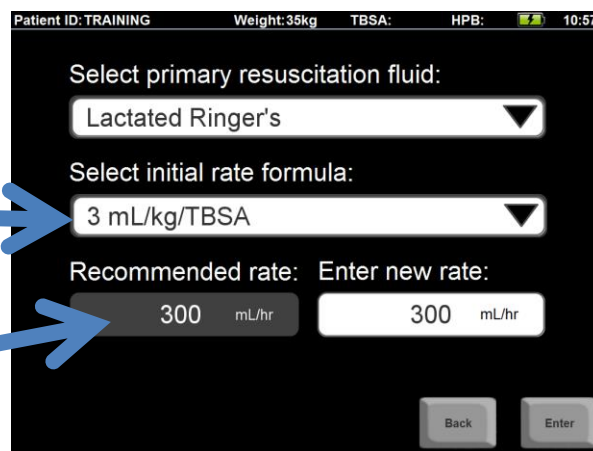 Patient ID: TRAINING Weight: 35kg TBSA: HPB: 10:57
Select primary resuscitation fluid:
Lactated Ringer's
Select initial rate formula:
3 mL/kg/TBSA
Recommended rate: Enter new rate:
300 mL/hr 300 mL/hr
Back Enter